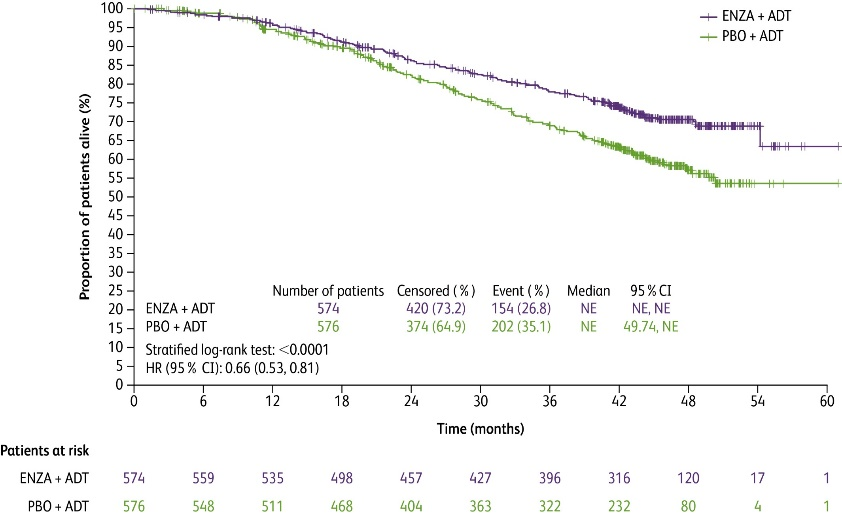 100
95
90
85
80
75
70
65
60
55
50
45
40
35
30
25
20
15
10
5
0
Proportion of patients alive (%)
ENZA + ADT
PBO + ADT
Number of patients Censored (%) Event (%) Median 95% CI
ENZA + ADT 574 420 (73.2) 154 (26.8) NE NE, NE
PBO + ADT 576 374 (64.9) 202 (35.1) NE 49.74, NE
Stratified log-rank test: <0.0001
HR (95% CI): 0.66 (0.53, 0.81)
0 6 12 18 24 30 36 42 48 54 60
Time (months)
Patients at risk
ENZA + ADT 574 559 535 498 457 427 396 316 120 17 1
PBO + ADT 576 548 511 468 404 363 322 232 80 4 1